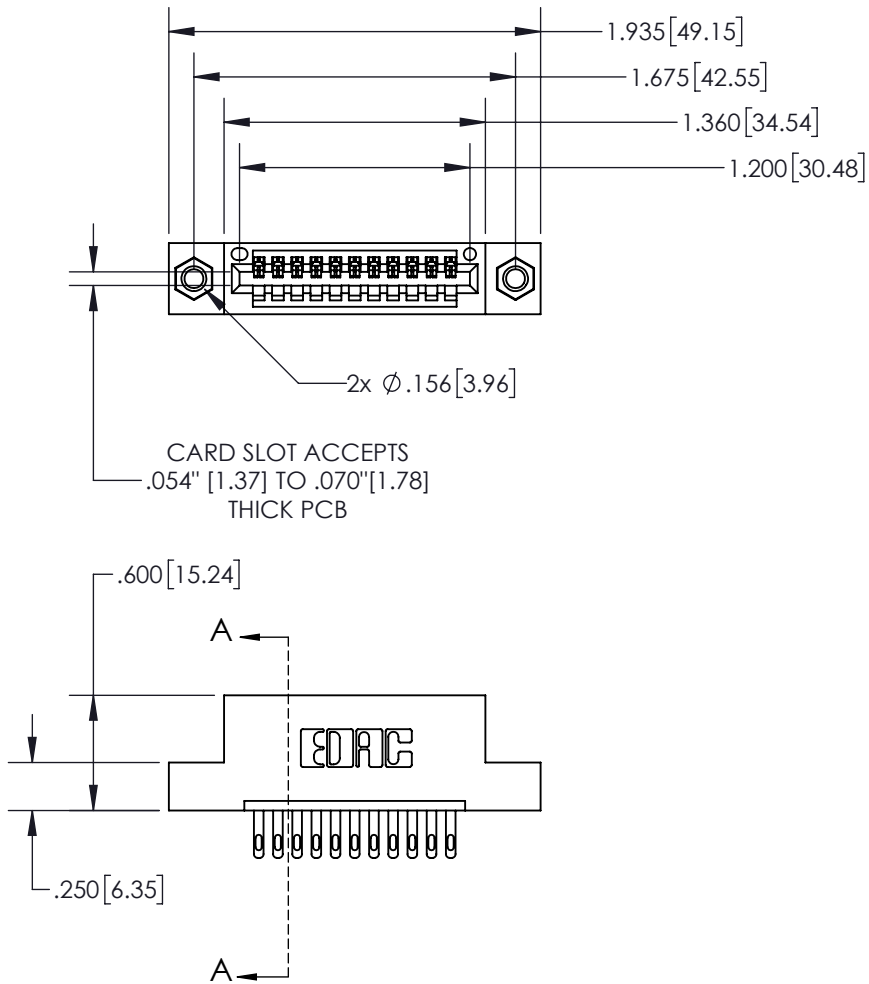 1.935[49.15]
1.675[42.55]
1.360[34.54]
1.200[30.48]
2x ∅.156[3.96]
CARD SLOT ACCEPTS
.054" [1.37] TO .070"[1.78]
THICK PCB
.600[15.24]
A
EDAC
.250[6.35]
A